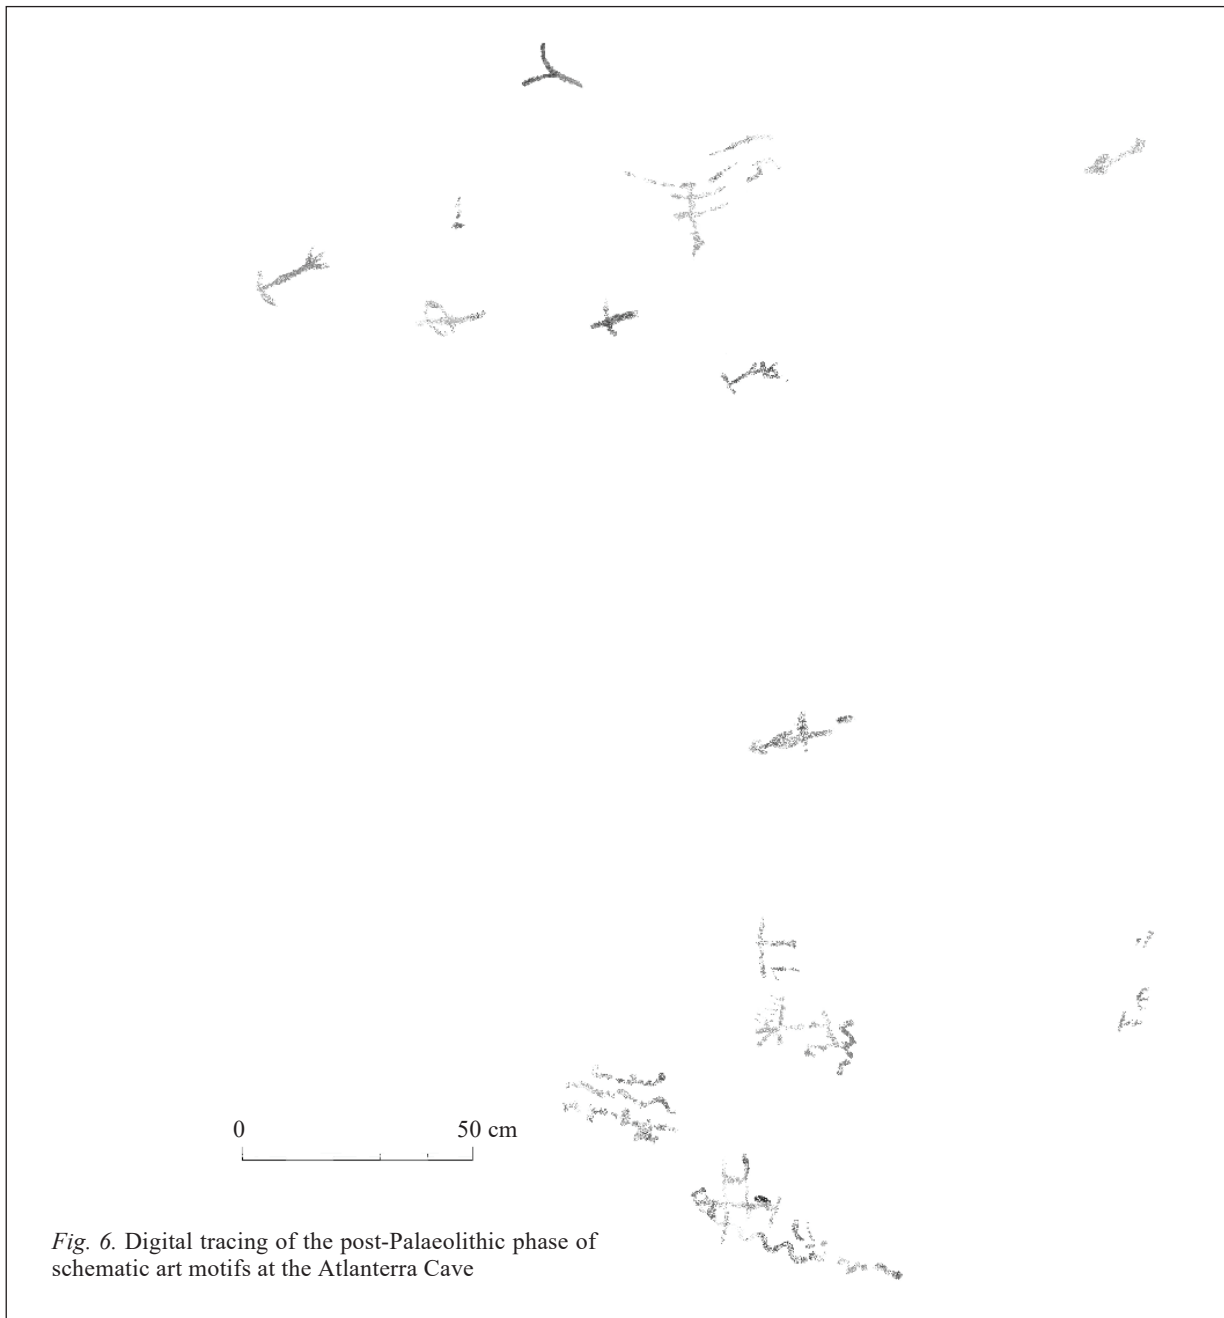 0 50 cm
Fig. 6. Digital tracing of the post-Palaeolithic phase of
schematic art motifs at the Atlanterra Cave